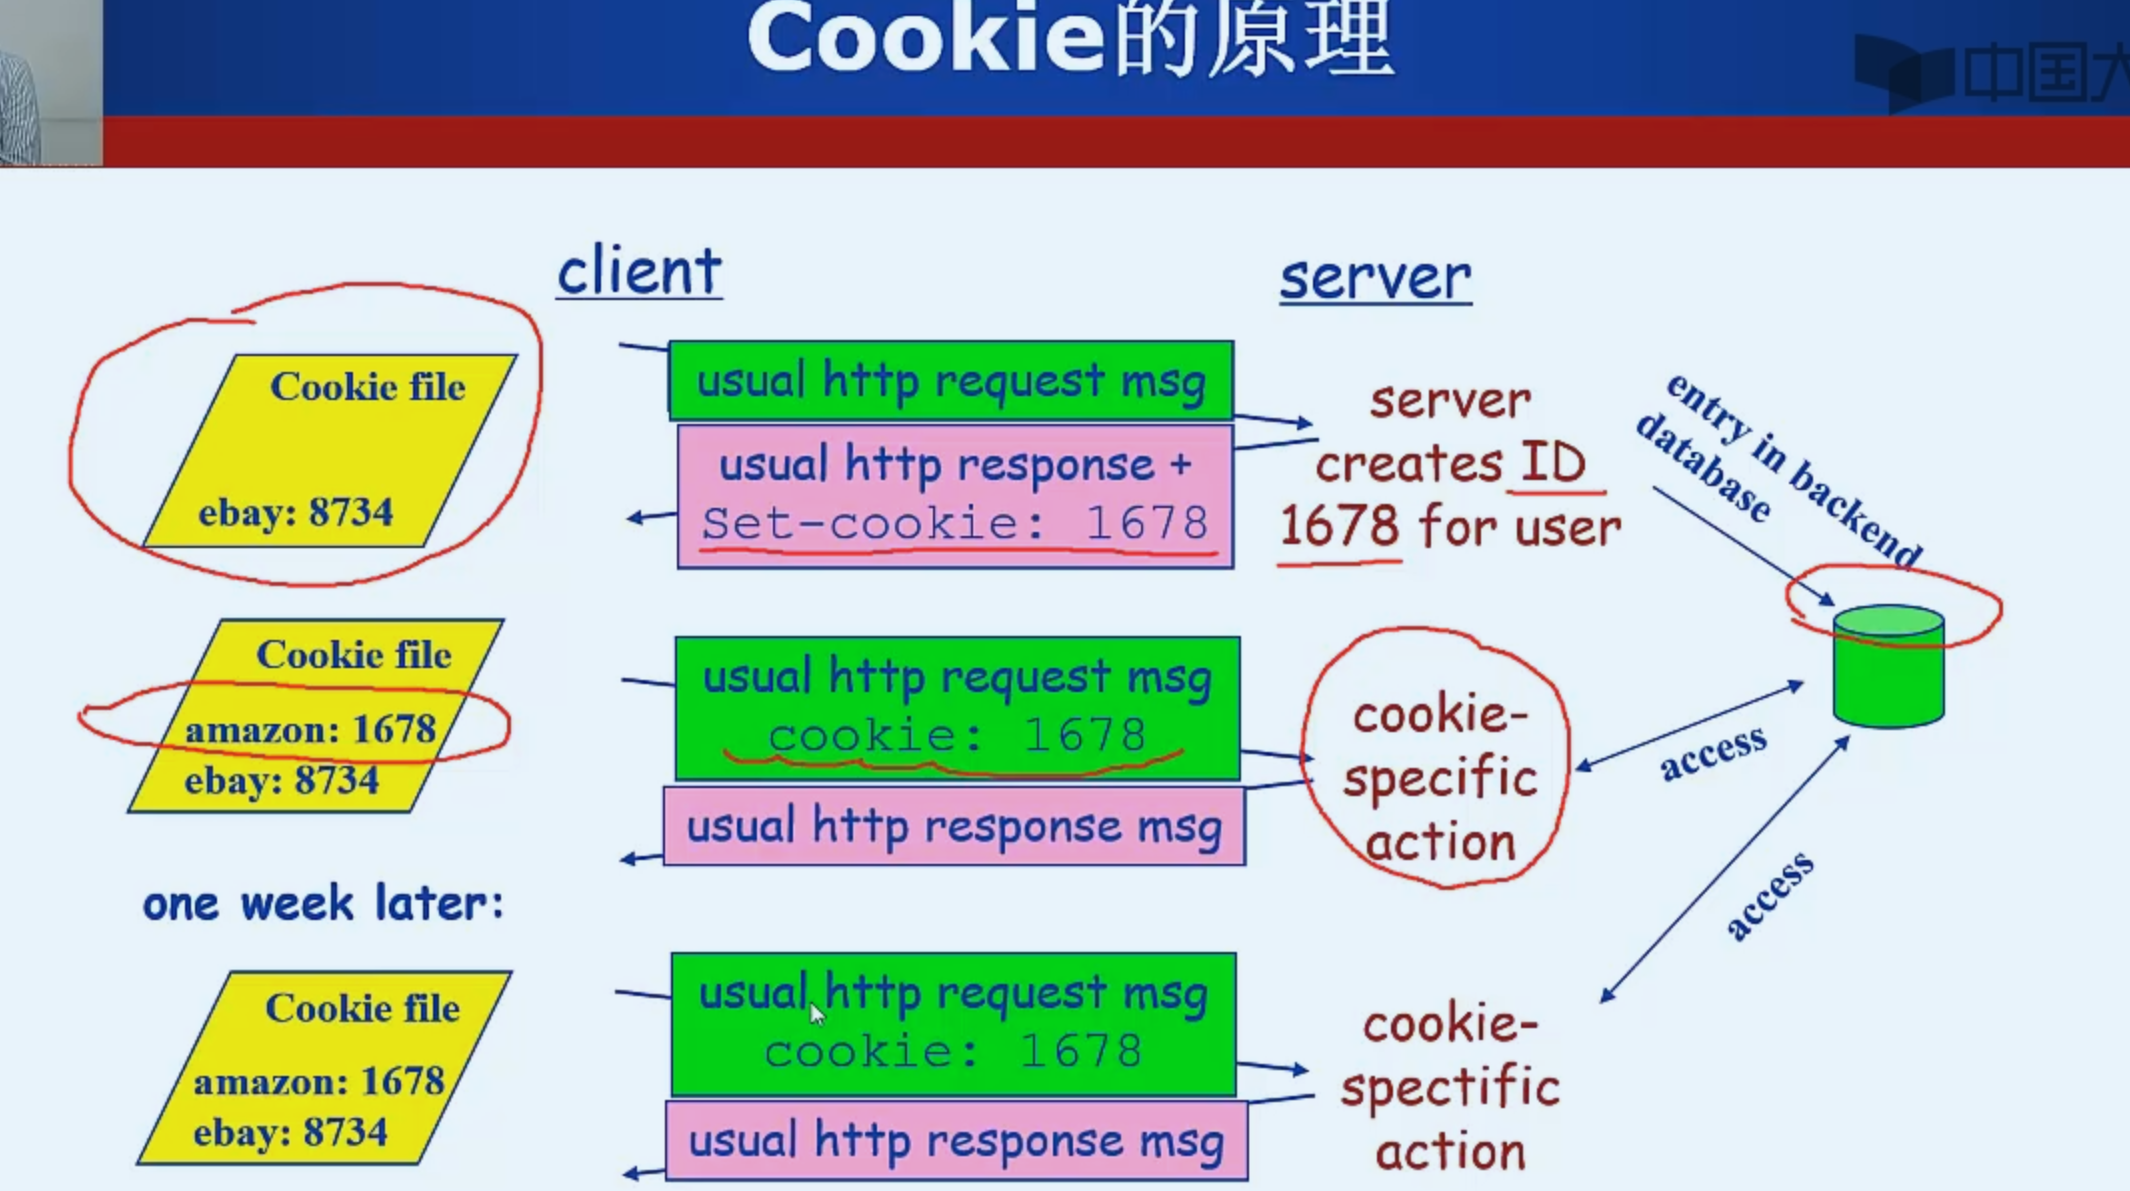 Cookie的原理
中国大
client
server
Cookie file
ebay: 8734
usual http request msg
usual http response +
Set-cookie: 1678
server
creates ID
1678 for user
entry in backend
database
Cookie file
amazon: 1678
ebay: 8734
usual http request msg
cookie: 1678
usual http response msg
cookie-
specific
action
access
access
one week later:
Cookie file
amazon: 1678
ebay: 8734
usual http request msg
cookie: 1678
usual http response msg
cookie-
spectific
action